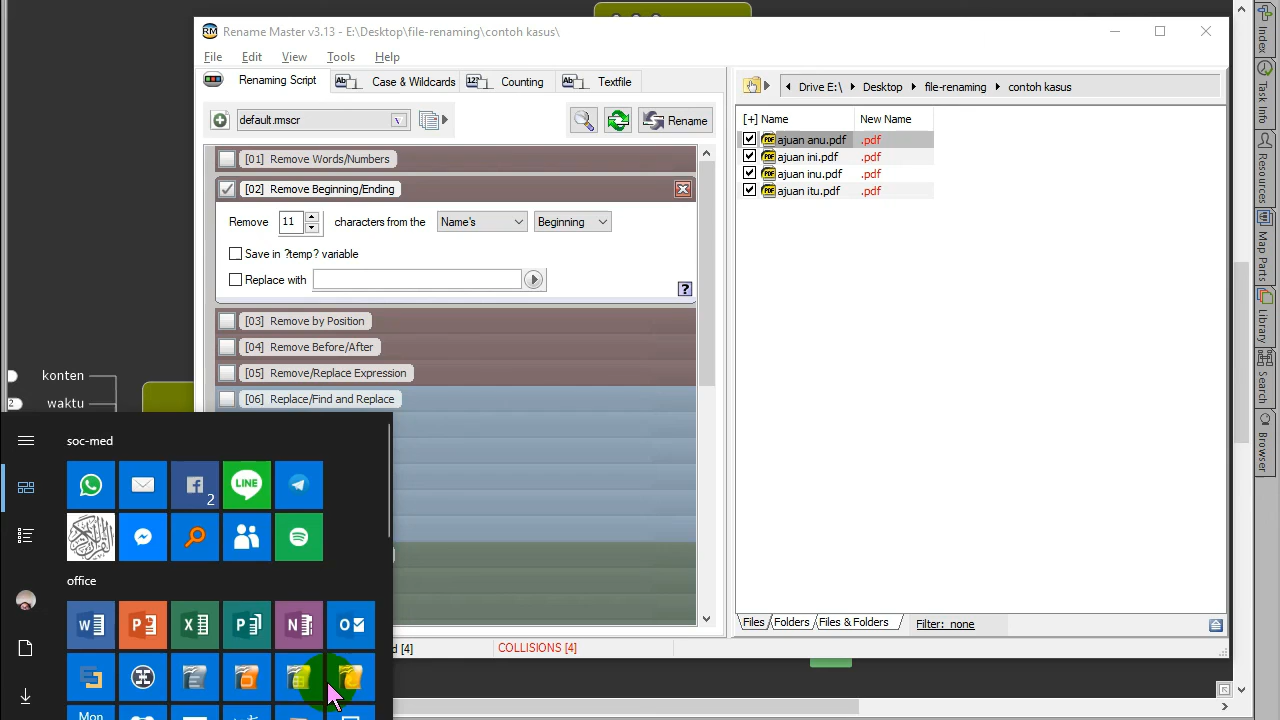 Rename Master v3.13 - E:\Desktop\file-renaming\contoh kasus\
File Edit View Tools Help
Renaming Script Case & Wildcards Counting Textfile
Drive E:\ Desktop file-renaming contoh kasus
default.mscr Rename
[+] Name New Name
ajuan anu.pdf .pdf
ajuan ini.pdf .pdf
ajuan inu.pdf .pdf
ajuan itu.pdf .pdf
[01] Remove Words/Numbers
[02] Remove Beginning/Ending
Remove 11 characters from the Name's Beginning
Save in ?temp? variable
Replace with
[03] Remove by Position
[04] Remove Before/After
[05] Remove/Replace Expression
[06] Replace/Find and Replace
Files Folders Files & Folders Filter: none
d [4] COLLISIONS [4]
konten
waktu
2
soc-med
2
LINE
office
Mon
Index
Task Info
Resources
Map Parts
Library
Search
Browser